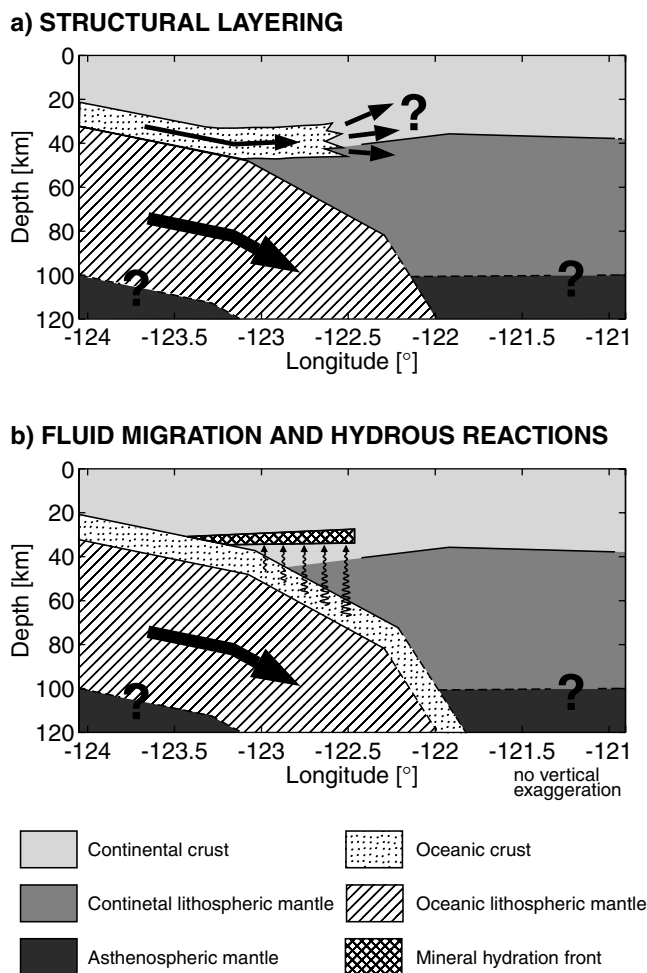 a) STRUCTURAL LAYERING
0
20
40
60
80
100
120
Depth [km]
?
?
?
-124 -123.5 -123 -122.5 -122 -121.5 -121
Longitude [°]
b) FLUID MIGRATION AND HYDROUS REACTIONS
0
20
40
60
80
100
120
Depth [km]
?
?
-124 -123.5 -123 -122.5 -122 -121.5 -121
Longitude [°]
no vertical
exaggeration
Continental crust
Oceanic crust
Continetal lithospheric mantle
Oceanic lithospheric mantle
Asthenospheric mantle
Mineral hydration front